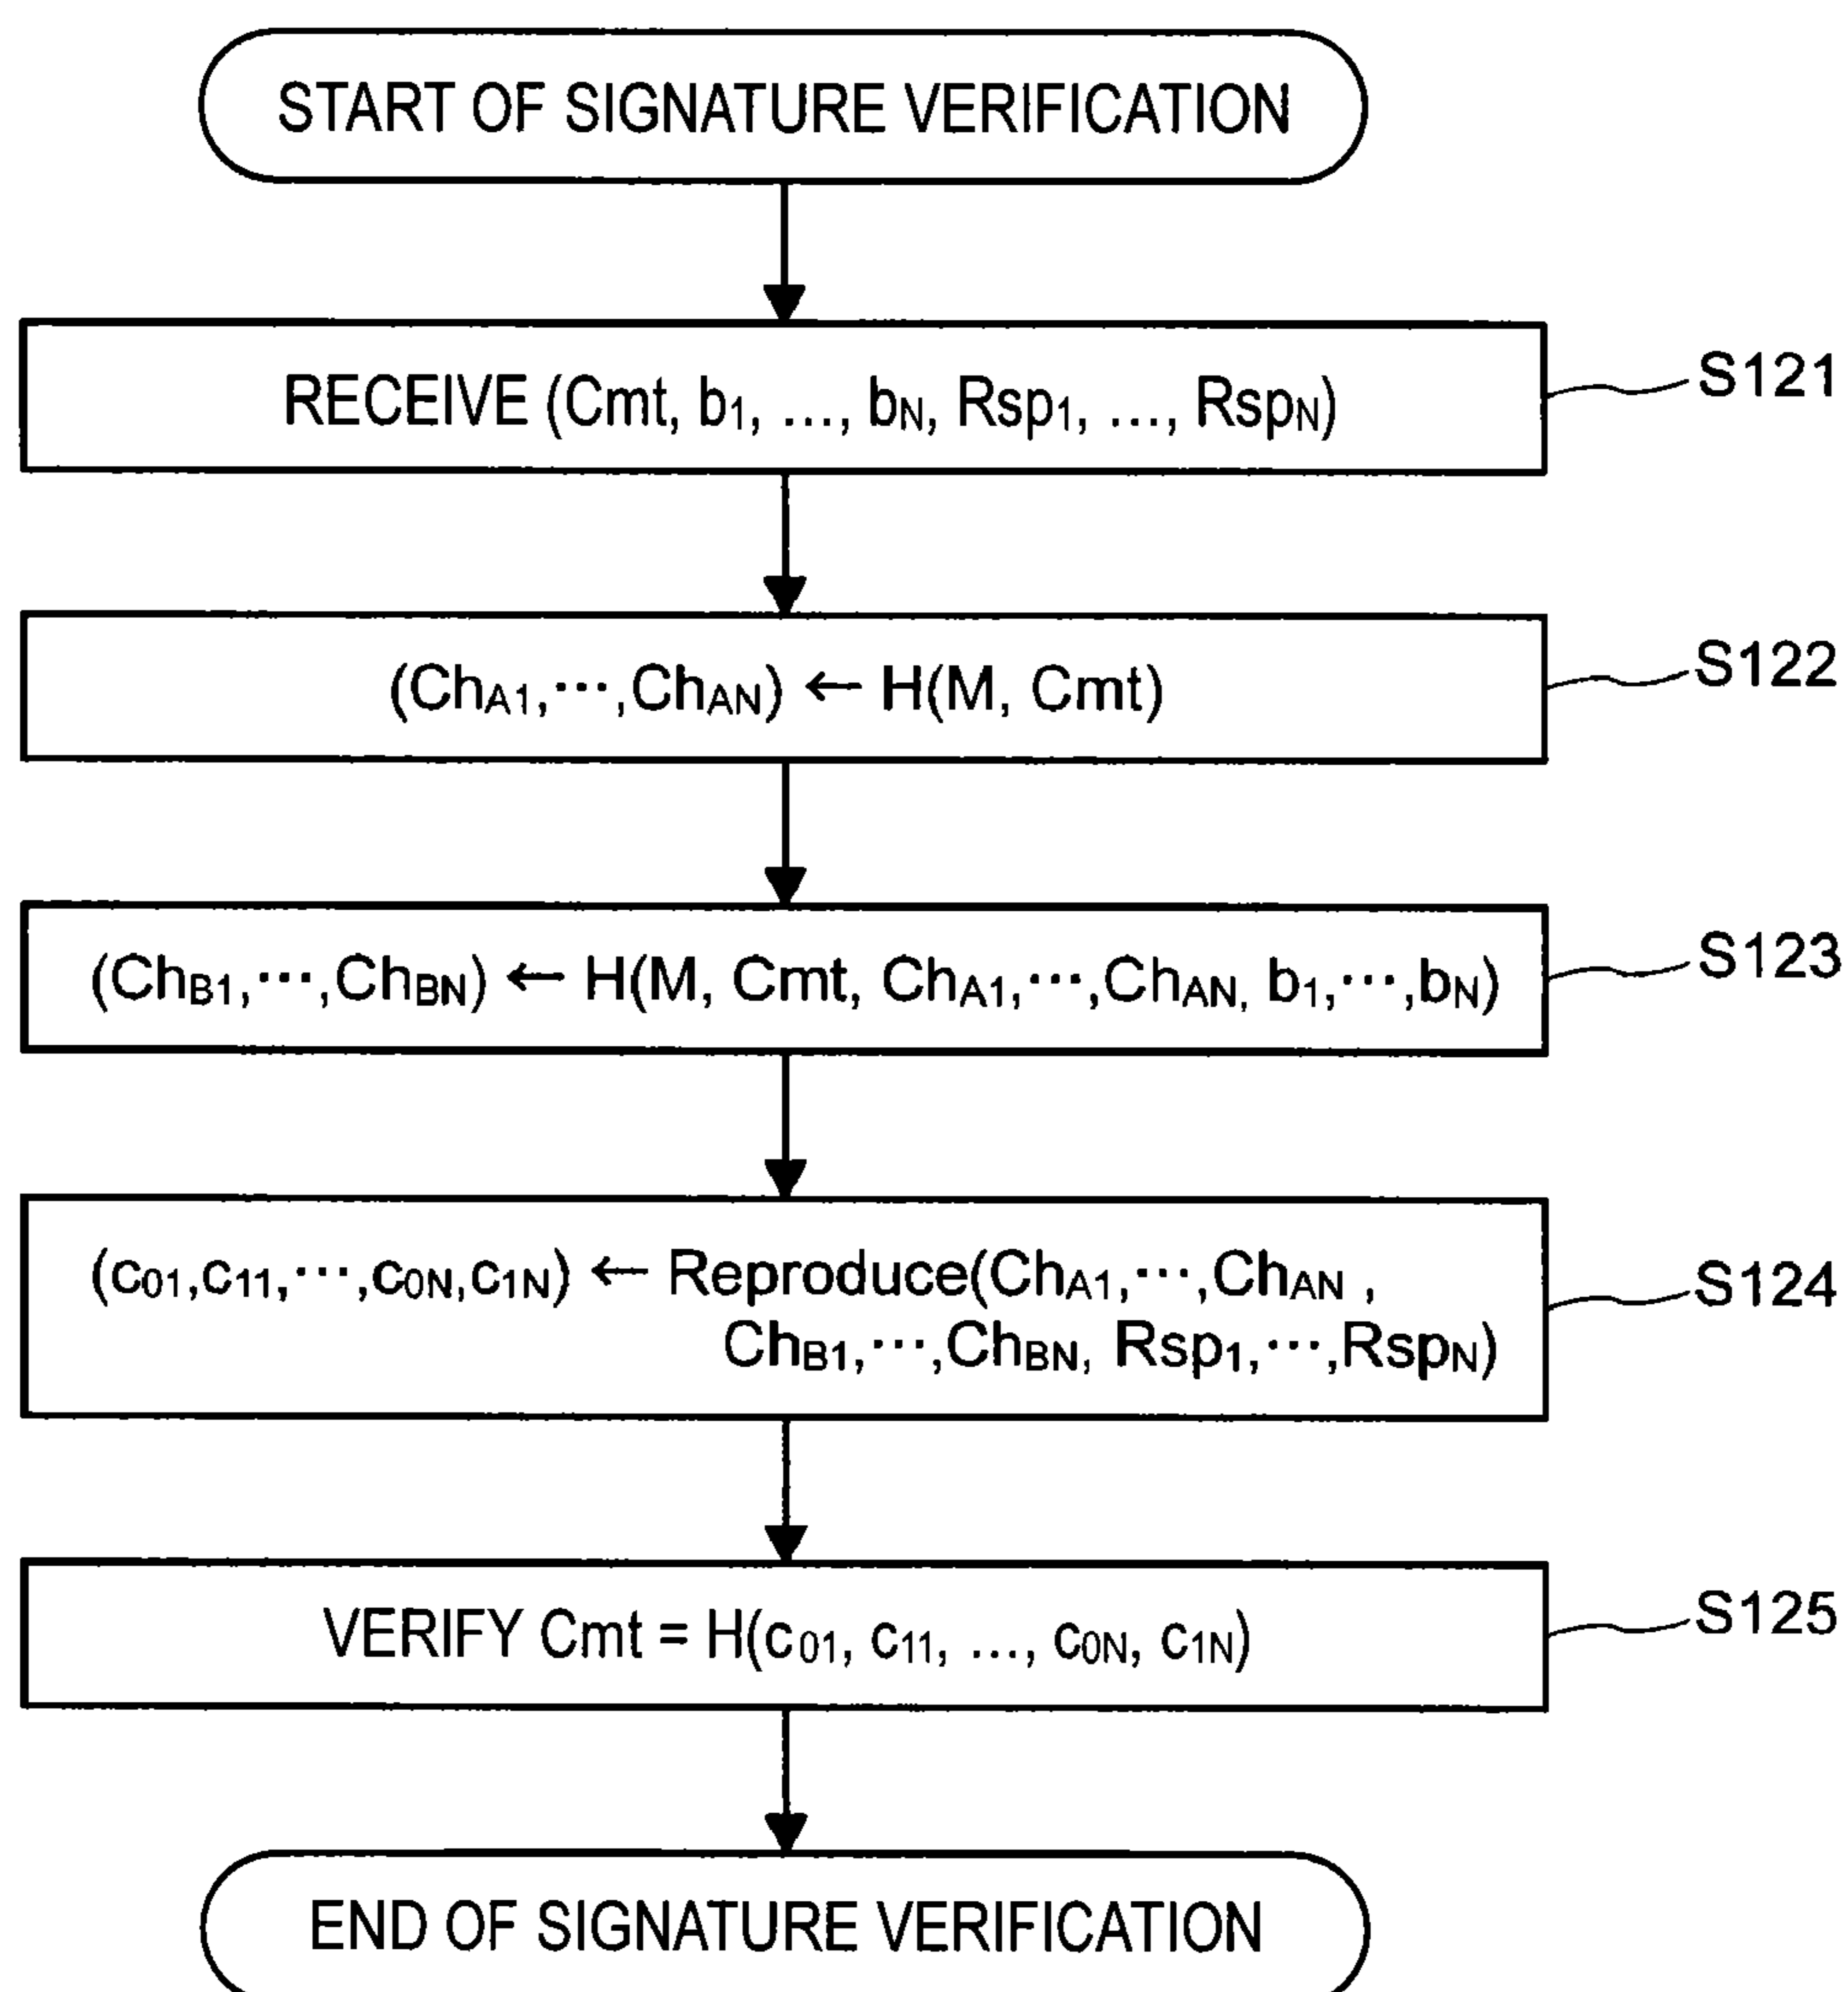 START OF SIGNATURE VERIFICATION
RECEIVE (Cmt, b1, ..., bN, Rsp1, ..., RspN)
S121
(ChA1,···,ChAN) ← H(M, Cmt)
S122
(ChB1,···,ChBN) ← H(M, Cmt, ChA1,···,ChAN, b1,···,bN)
S123
(c01,c11,···,c0N,c1N) ← Reproduce(ChA1,···,ChAN ,
ChB1,···,ChBN, Rsp1,···,RspN)
S124
VERIFY Cmt = H(c01, c11, ..., c0N, c1N)
S125
END OF SIGNATURE VERIFICATION